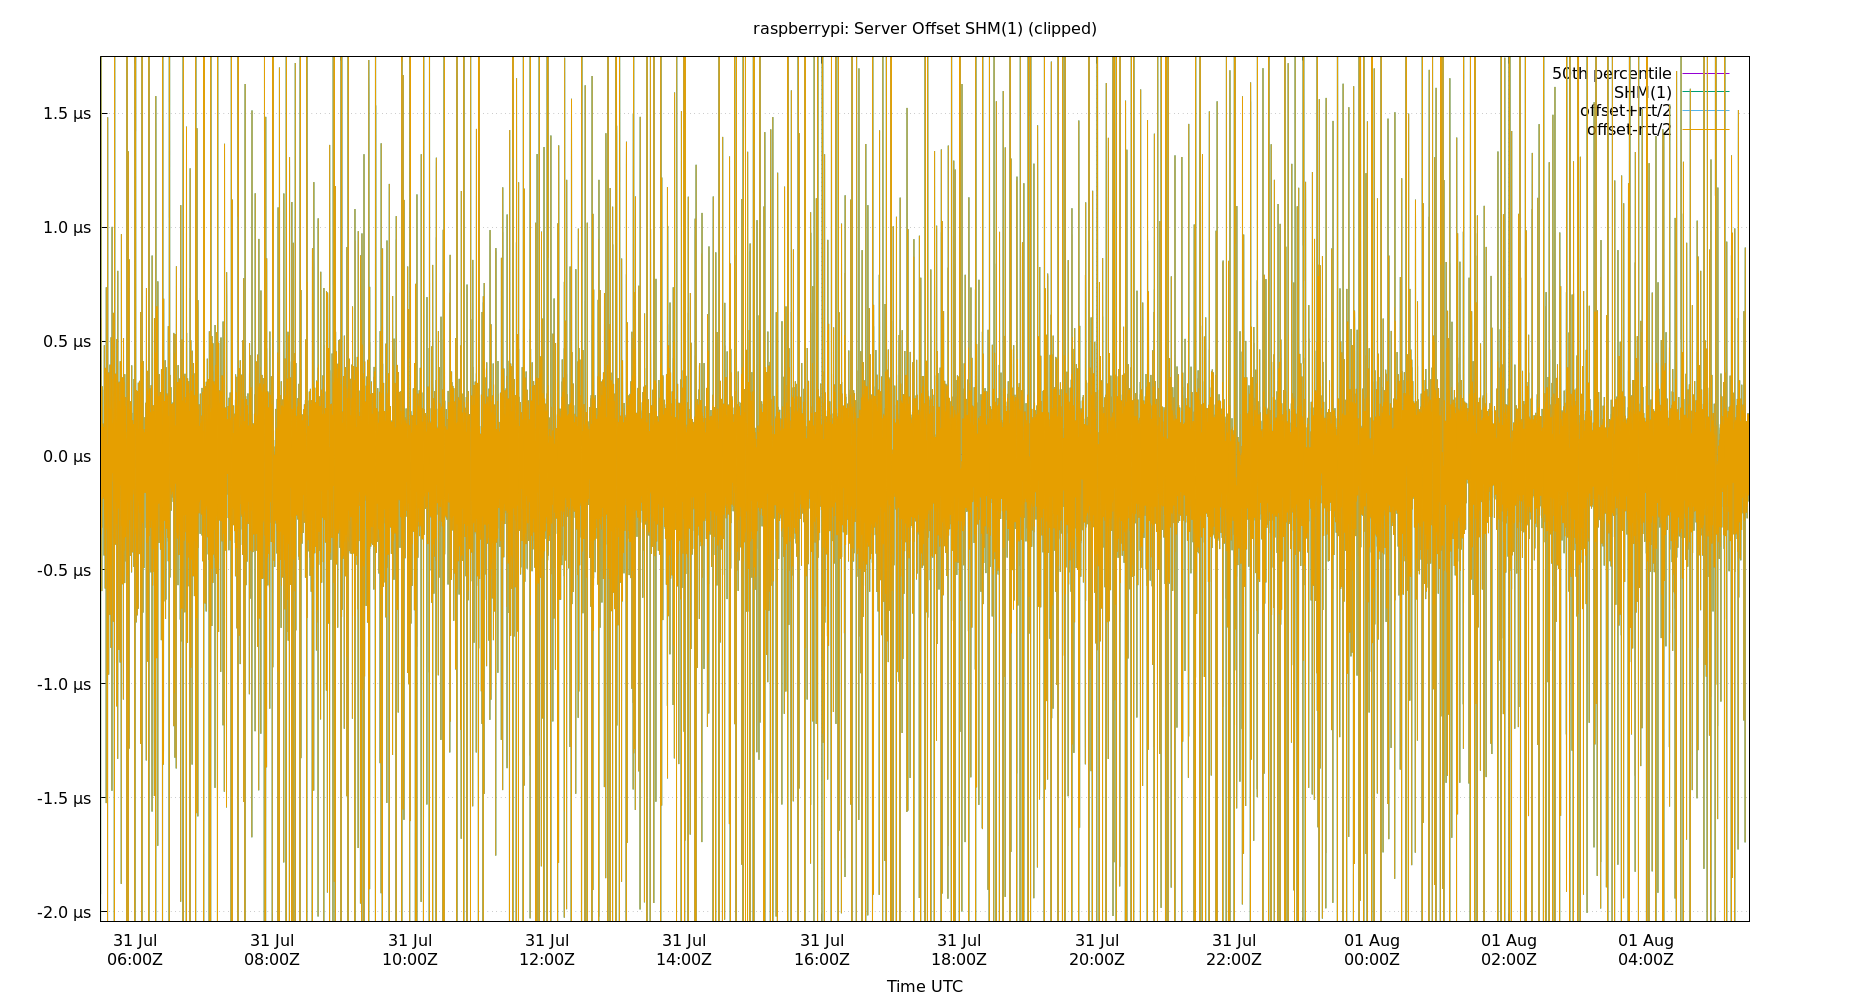 raspberrypi: Server Offset SHM(1) (clipped)
50th percentile
SHM(1)
offset+rtt/2
offset-rtt/2
1.5 µs
1.0 µs
0.5 µs
0.0 µs
-0.5 µs
-1.0 µs
-1.5 µs
-2.0 µs
31 Jul 31 Jul 31 Jul 31 Jul 31 Jul 31 Jul 31 Jul 31 Jul 31 Jul 01 Aug 01 Aug 01 Aug
06:00Z 08:00Z 10:00Z 12:00Z 14:00Z 16:00Z 18:00Z 20:00Z 22:00Z 00:00Z 02:00Z 04:00Z
Time UTC